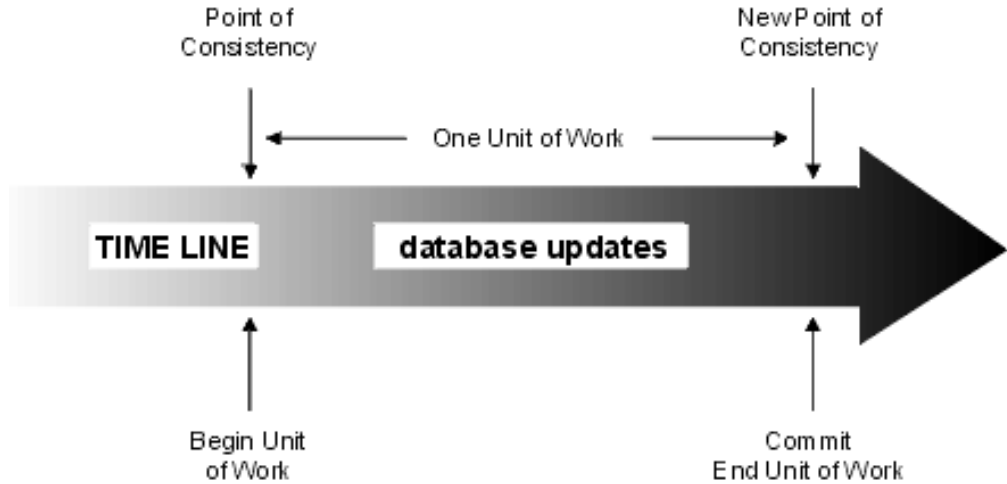 Point of
Consistency
New Point of
Consistency
One Unit of Work
TIME LINE
database updates
Begin Unit
of Work
Commit
End Unit of Work